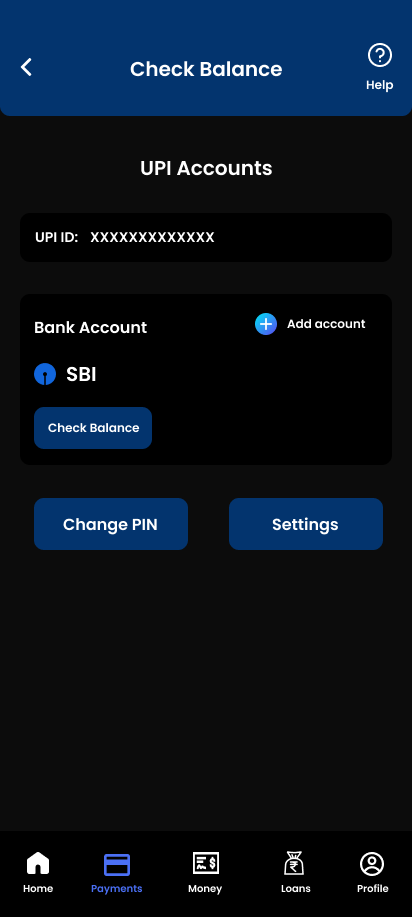 Check Balance
Help
UPI Accounts
UPI ID: XXXXXXXXXXXXX
Bank Account
Add account
SBI
Check Balance
Change PIN Settings
Home Payments Money Loans Profile